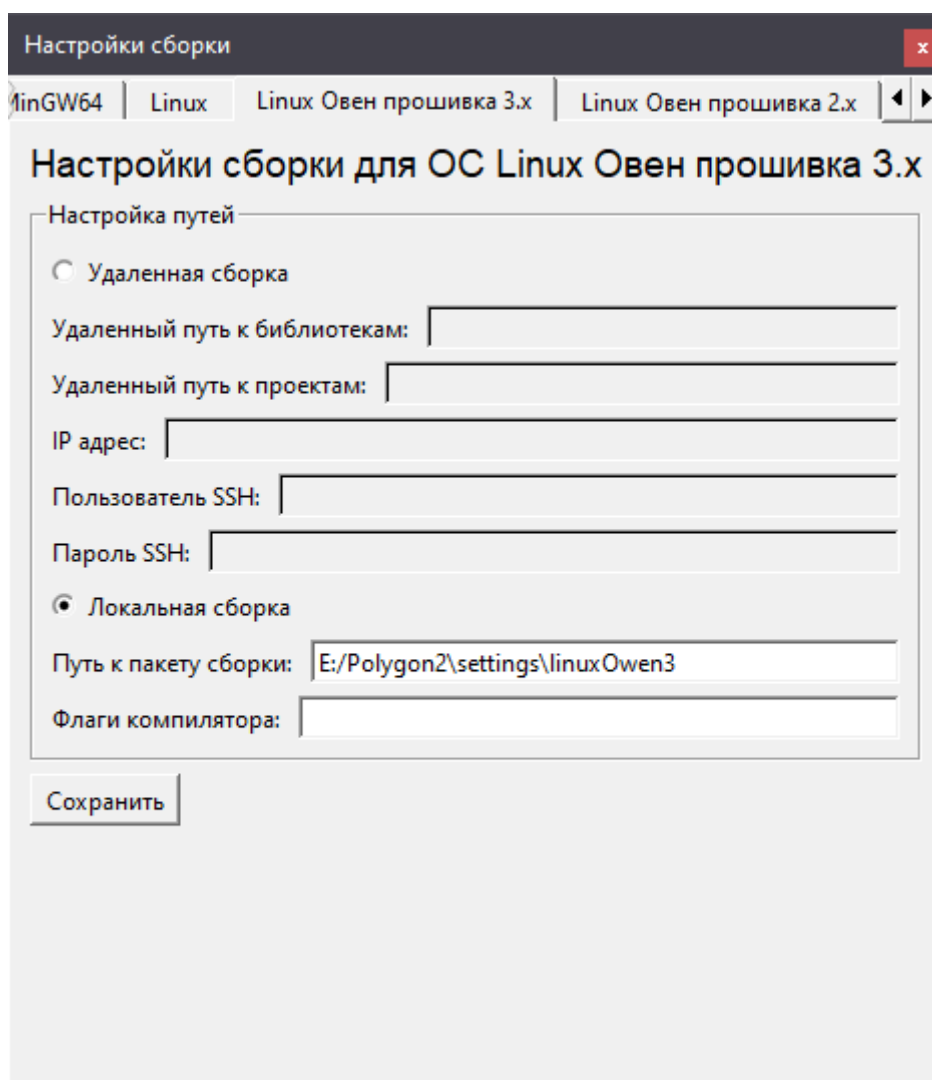 Настройки сборки
x
MinGW64 Linux Linux Овен прошивка 3.x Linux Овен прошивка 2.x
Настройки сборки для ОС Linux Овен прошивка 3.x
Настройка путей
Удаленная сборка
Удаленный путь к библиотекам:
Удаленный путь к проектам:
IP адрес:
Пользователь SSH:
Пароль SSH:
Локальная сборка
Путь к пакету сборки: E:/Polygon2\settings\linuxOwen3
Флаги компилятора:
Сохранить